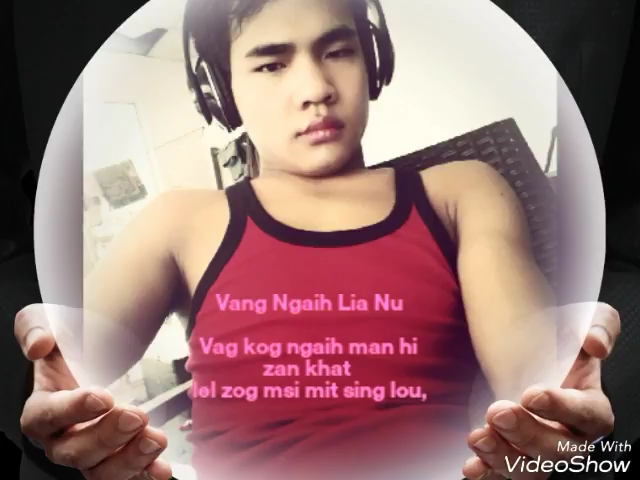 Vang Ngaih Lia Nu
Vag kog ngaih man hi
zan khat
lel zog msi mit sing lou,
Made With
VideoShow